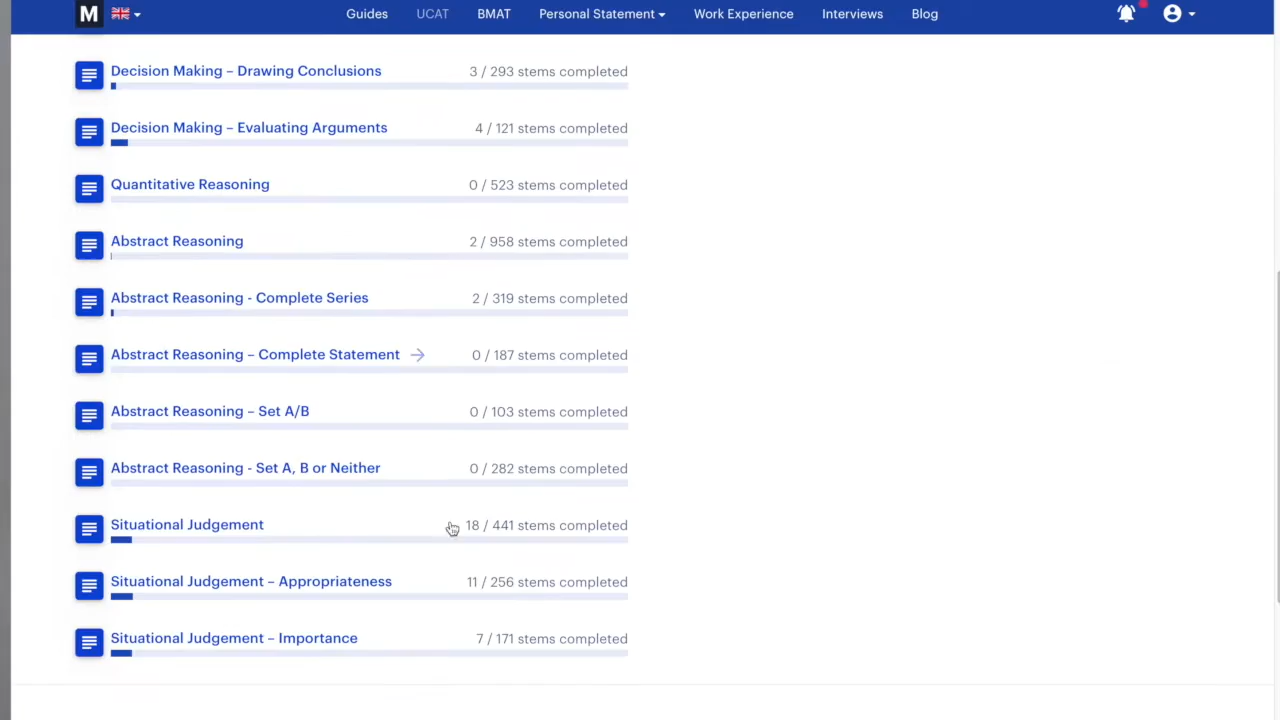 M Guides UCAT BMAT Personal Statement Work Experience Interviews Blog
Decision Making – Drawing Conclusions 3 / 293 stems completed
Decision Making – Evaluating Arguments 4 / 121 stems completed
Quantitative Reasoning 0 / 523 stems completed
Abstract Reasoning 2 / 958 stems completed
Abstract Reasoning - Complete Series 2 / 319 stems completed
Abstract Reasoning – Complete Statement → 0 / 187 stems completed
Abstract Reasoning – Set A/B 0 / 103 stems completed
Abstract Reasoning - Set A, B or Neither 0 / 282 stems completed
Situational Judgement 18 / 441 stems completed
Situational Judgement – Appropriateness 11 / 256 stems completed
Situational Judgement – Importance 7 / 171 stems completed